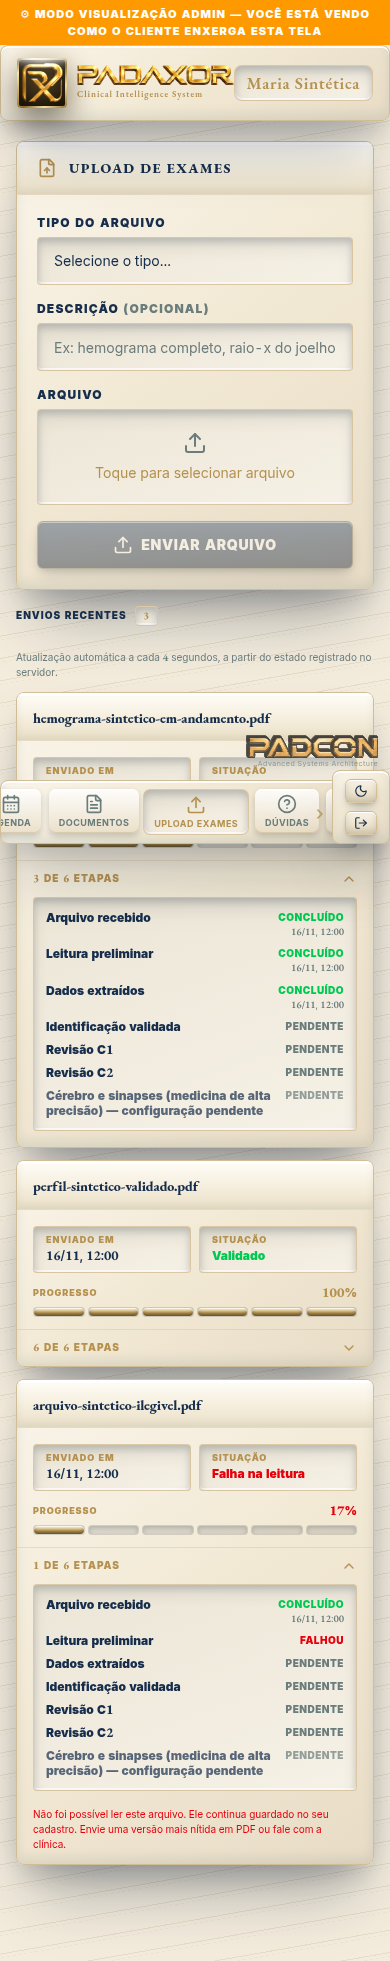 ⚙ MODO VISUALIZAÇÃO ADMIN — VOCÊ ESTÁ VENDO
COMO O CLIENTE ENXERGA ESTA TELA
PADAXOR
Clinical Intelligence System
Maria Sintética
UPLOAD DE EXAMES
TIPO DO ARQUIVO
Selecione o tipo...
DESCRIÇÃO (OPCIONAL)
Ex: hemograma completo, raio-x do joelho
ARQUIVO
Toque para selecionar arquivo
ENVIAR ARQUIVO
ENVIOS RECENTES 3
Atualização automática a cada 4 segundos, a partir do estado registrado no
servidor.
hemograma-sintetico-em-andamento.pdf
PADCON
Advanced Systems Architecture
ENVIADO EM
SITUAÇÃO
GENDA
DOCUMENTOS
UPLOAD EXAMES
DÚVIDAS
3 DE 6 ETAPAS
Arquivo recebido CONCLUÍDO
16/11, 12:00
Leitura preliminar CONCLUÍDO
16/11, 12:00
Dados extraídos CONCLUÍDO
16/11, 12:00
Identificação validada PENDENTE
Revisão C1 PENDENTE
Revisão C2 PENDENTE
Cérebro e sinapses (medicina de alta PENDENTE
precisão) — configuração pendente
perfil-sintetico-validado.pdf
ENVIADO EM SITUAÇÃO
16/11, 12:00 Validado
PROGRESSO 100%
6 DE 6 ETAPAS
arquivo-sintetico-ilegivel.pdf
ENVIADO EM SITUAÇÃO
16/11, 12:00 Falha na leitura
PROGRESSO 17%
1 DE 6 ETAPAS
Arquivo recebido CONCLUÍDO
16/11, 12:00
Leitura preliminar FALHOU
Dados extraídos PENDENTE
Identificação validada PENDENTE
Revisão C1 PENDENTE
Revisão C2 PENDENTE
Cérebro e sinapses (medicina de alta PENDENTE
precisão) — configuração pendente
Não foi possível ler este arquivo. Ele continua guardado no seu
cadastro. Envie uma versão mais nítida em PDF ou fale com a
clínica.